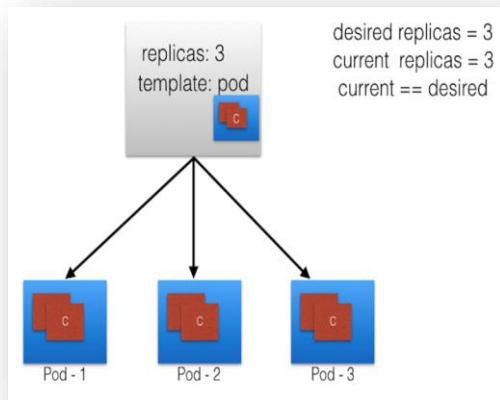 replicas: 3
template: pod
C
desired replicas = 3
current replicas = 3
current == desired
C
C
C
Pod - 1
Pod - 2
Pod - 3